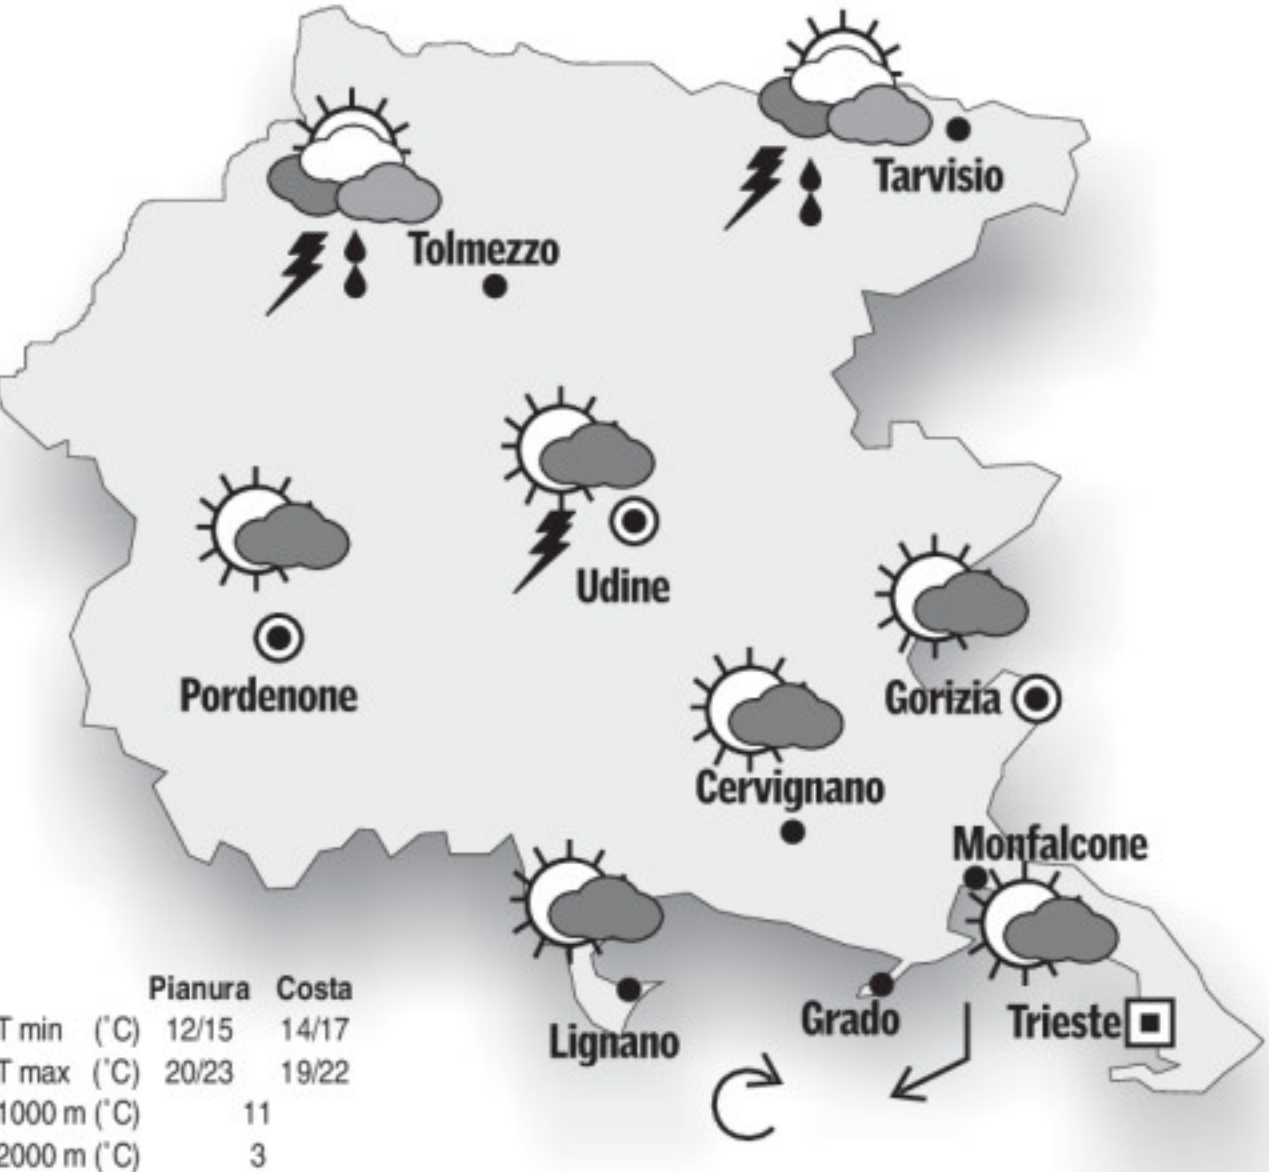 Tarvisio
Tolmezzo
Udine
Pordenone
Gorizia
Cervignano
Monfalcone
Lignano
Grado
Trieste
Pianura Costa
T min (°C) 12/15 14/17
T max (°C) 20/23 19/22
1000 m (°C) 11
2000 m (°C) 3